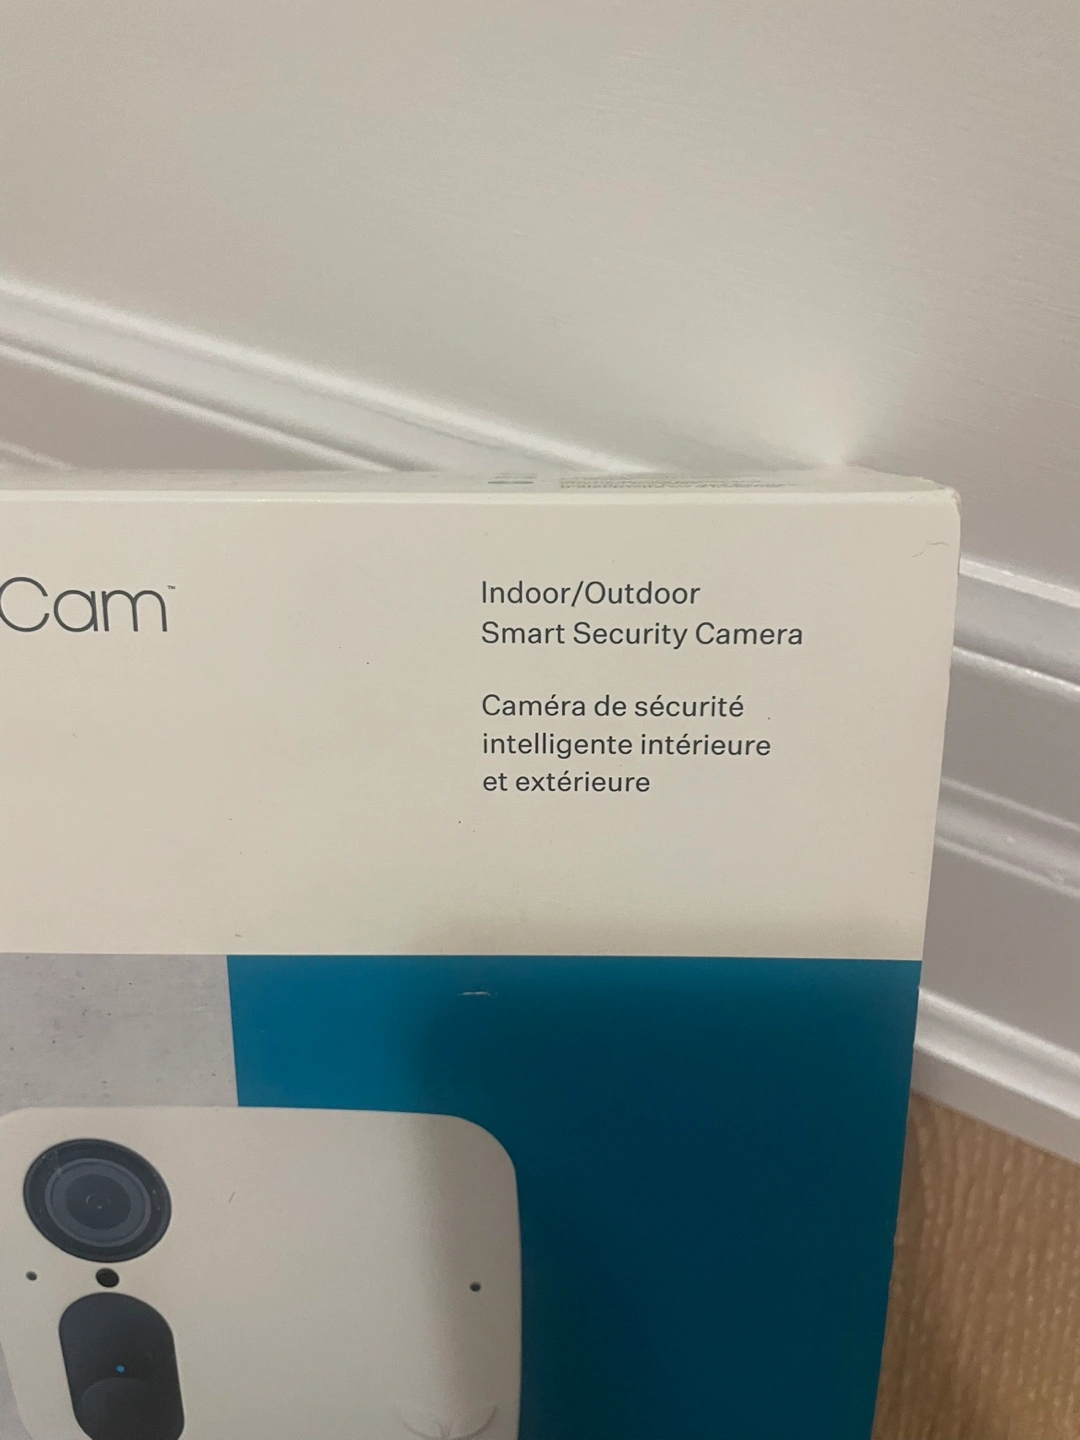 Cam™
Indoor/Outdoor
Smart Security Camera
Caméra de sécurité
intelligente intérieure
et extérieure